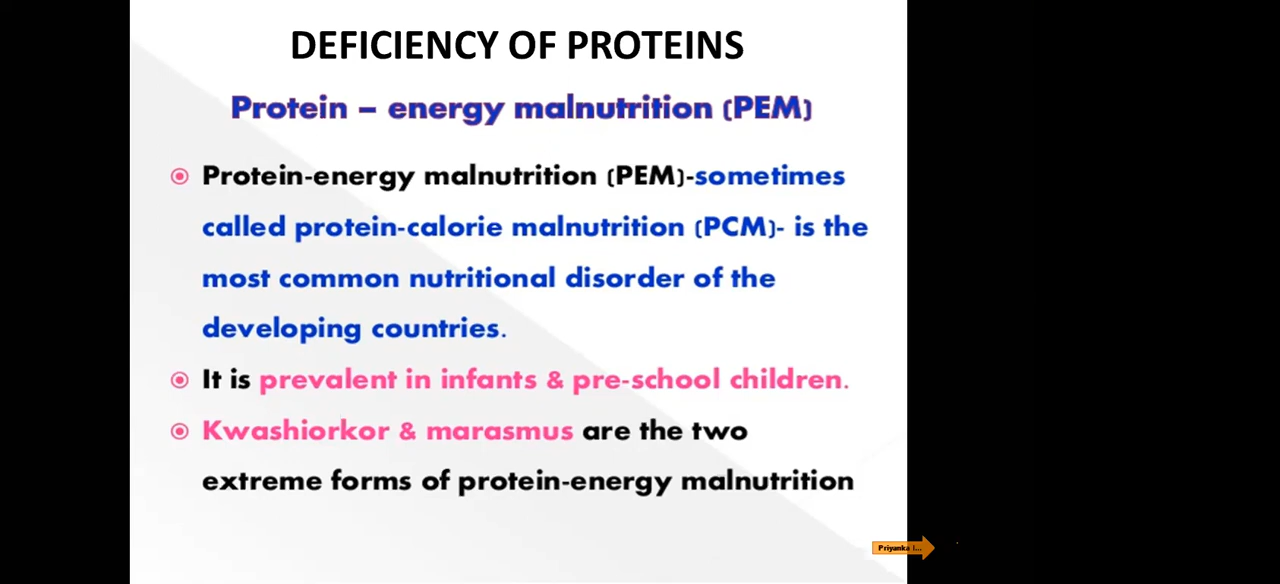 DEFICIENCY OF PROTEINS
Protein – energy malnutrition (PEM)
Protein-energy malnutrition (PEM)-sometimes
called protein-calorie malnutrition (PCM)- is the
most common nutritional disorder of the
developing countries.
It is prevalent in infants & pre-school children.
Kwashiorkor & marasmus are the two
extreme forms of protein-energy malnutrition
Priyanka I...